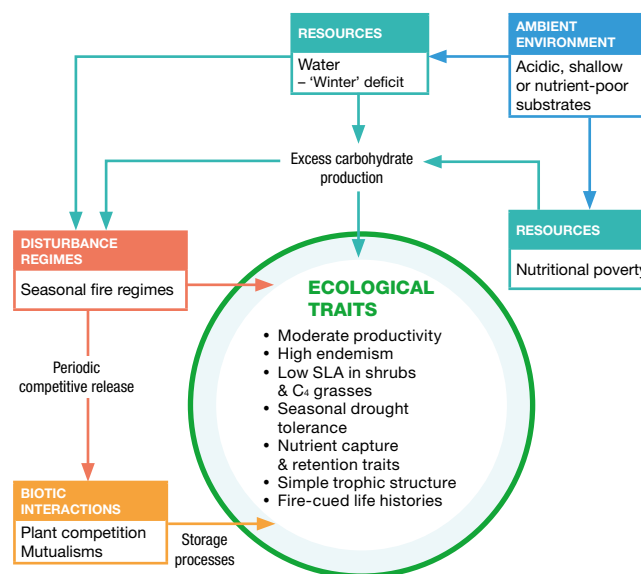 RESOURCES
Water
– ‘Winter’ deficit
AMBIENT
ENVIRONMENT
Acidic, shallow
or nutrient-poor
substrates
Excess carbohydrate
production
DISTURBANCE
REGIMES
Seasonal fire regimes
RESOURCES
Nutritional poverty
ECOLOGICAL
TRAITS
• Moderate productivity
• High endemism
• Low SLA in shrubs
& C₄ grasses
• Seasonal drought
tolerance
• Nutrient capture
& retention traits
• Simple trophic structure
• Fire-cued life histories
Periodic
competitive release
BIOTIC
INTERACTIONS
Plant competition
Mutualisms
Storage
processes